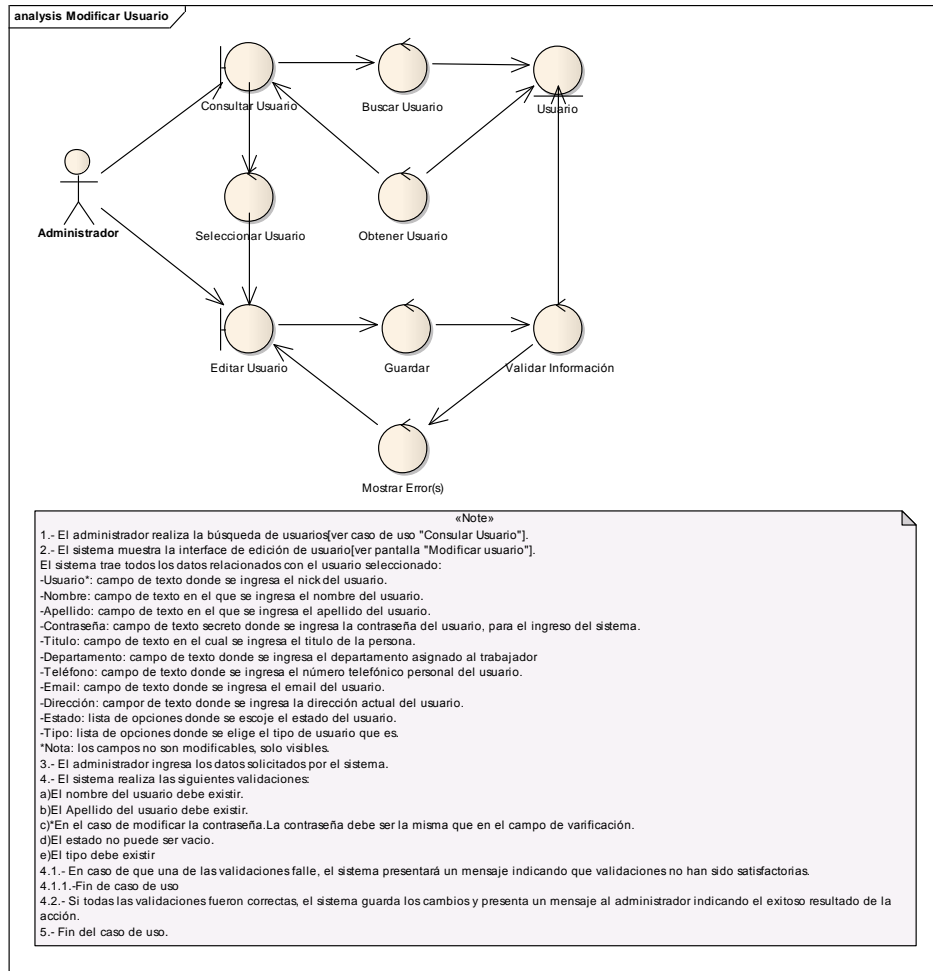 analysis Modificar Usuario
Consultar Usuario
Buscar Usuario
Usuario
Administrador
Seleccionar Usuario
Obtener Usuario
Editar Usuario
Guardar
Validar Información
Mostrar Error(s)
«Note»
1.- El administrador realiza la búsqueda de usuarios[ver caso de uso "Consular Usuario"].
2.- El sistema muestra la interface de edición de usuario[ver pantalla "Modificar usuario"].
El sistema trae todos los datos relacionados con el usuario seleccionado:
-Usuario*: campo de texto donde se ingresa el nick del usuario.
-Nombre: campo de texto en el que se ingresa el nombre del usuario.
-Apellido: campo de texto en el que se ingresa el apellido del usuario.
-Contraseña: campo de texto secreto donde se ingresa la contraseña del usuario, para el ingreso del sistema.
-Titulo: campo de texto en el cual se ingresa el titulo de la persona.
-Departamento: campo de texto donde se ingresa el departamento asignado al trabajador
-Teléfono: campo de texto donde se ingresa el número telefónico personal del usuario.
-Email: campo de texto donde se ingresa el email del usuario.
-Dirección: campor de texto donde se ingresa la dirección actual del usuario.
-Estado: lista de opciones donde se escoje el estado del usuario.
-Tipo: lista de opciones donde se elige el tipo de usuario que es.
*Nota: los campos no son modificables, solo visibles.
3.- El administrador ingresa los datos solicitados por el sistema.
4.- El sistema realiza las siguientes validaciones:
a)El nombre del usuario debe existir.
b)El Apellido del usuario debe existir.
c)*En el caso de modificar la contraseña.La contraseña debe ser la misma que en el campo de varificación.
d)El estado no puede ser vacio.
e)El tipo debe existir
4.1.- En caso de que una de las validaciones falle, el sistema presentará un mensaje indicando que validaciones no han sido satisfactorias.
4.1.1.-Fin de caso de uso
4.2.- Si todas las validaciones fueron correctas, el sistema guarda los cambios y presenta un mensaje al administrador indicando el exitoso resultado de la
acción.
5.- Fin del caso de uso.